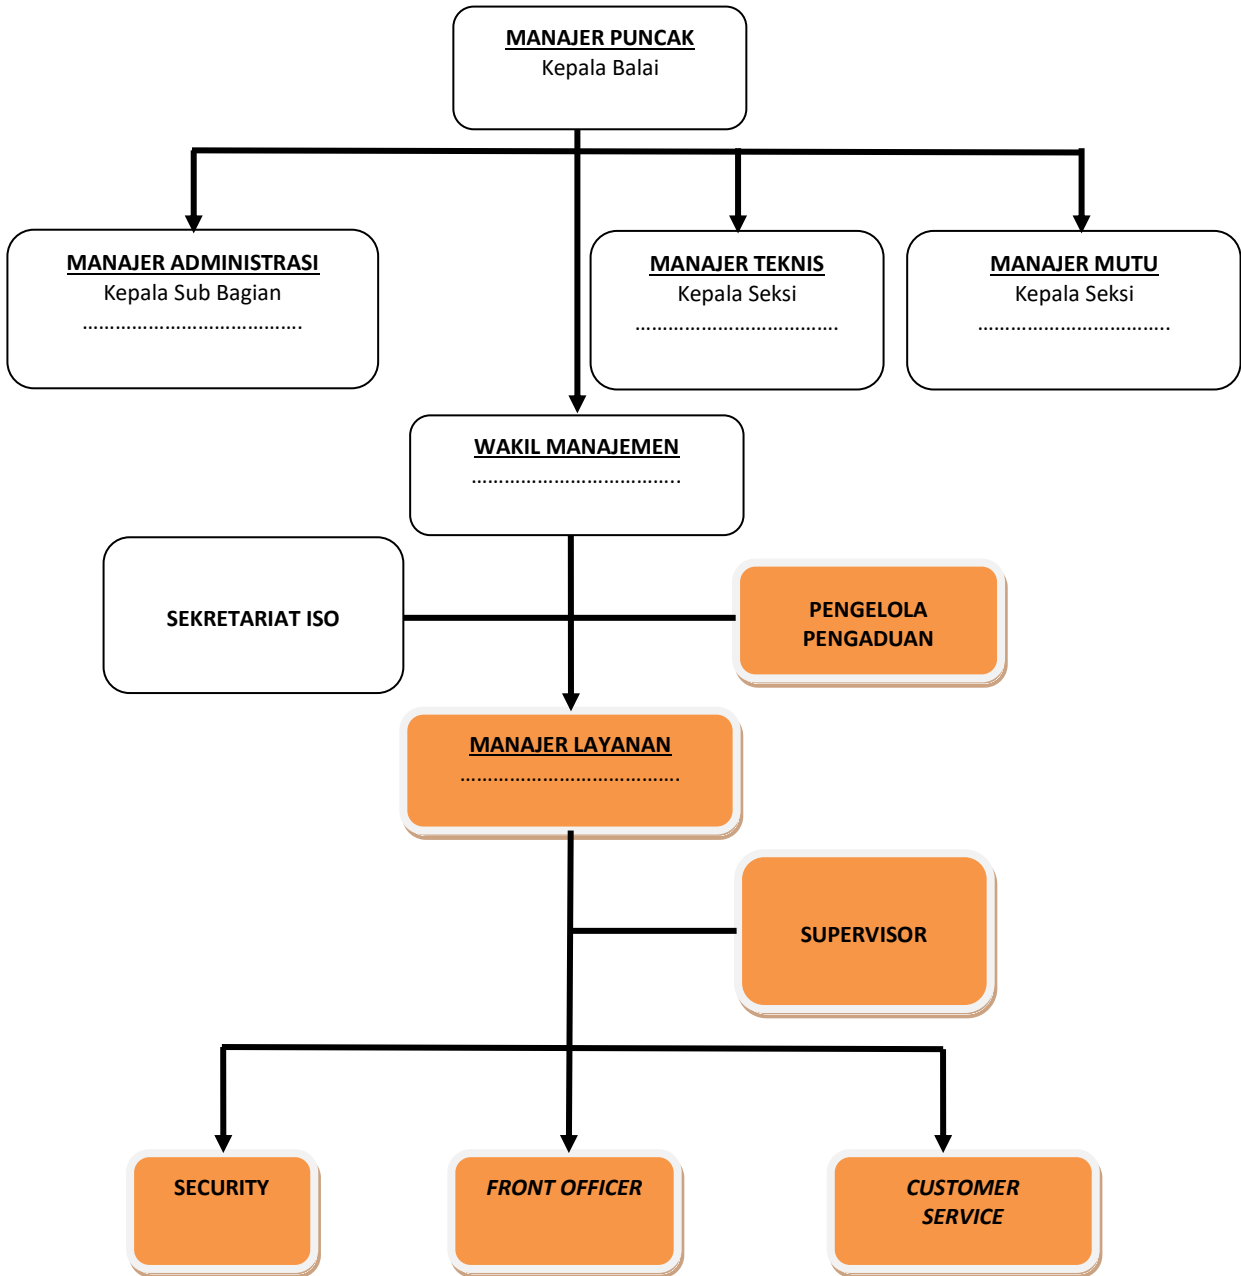 MANAJER PUNCAK
Kepala Balai
MANAJER ADMINISTRASI
Kepala Sub Bagian
………………………………….
MANAJER TEKNIS
Kepala Seksi
……………………………….
MANAJER MUTU
Kepala Seksi
……………………………..
WAKIL MANAJEMEN
………………………………..
SEKRETARIAT ISO
PENGELOLA
PENGADUAN
MANAJER LAYANAN
………………………………….
SUPERVISOR
SECURITY
FRONT OFFICER
CUSTOMER
SERVICE